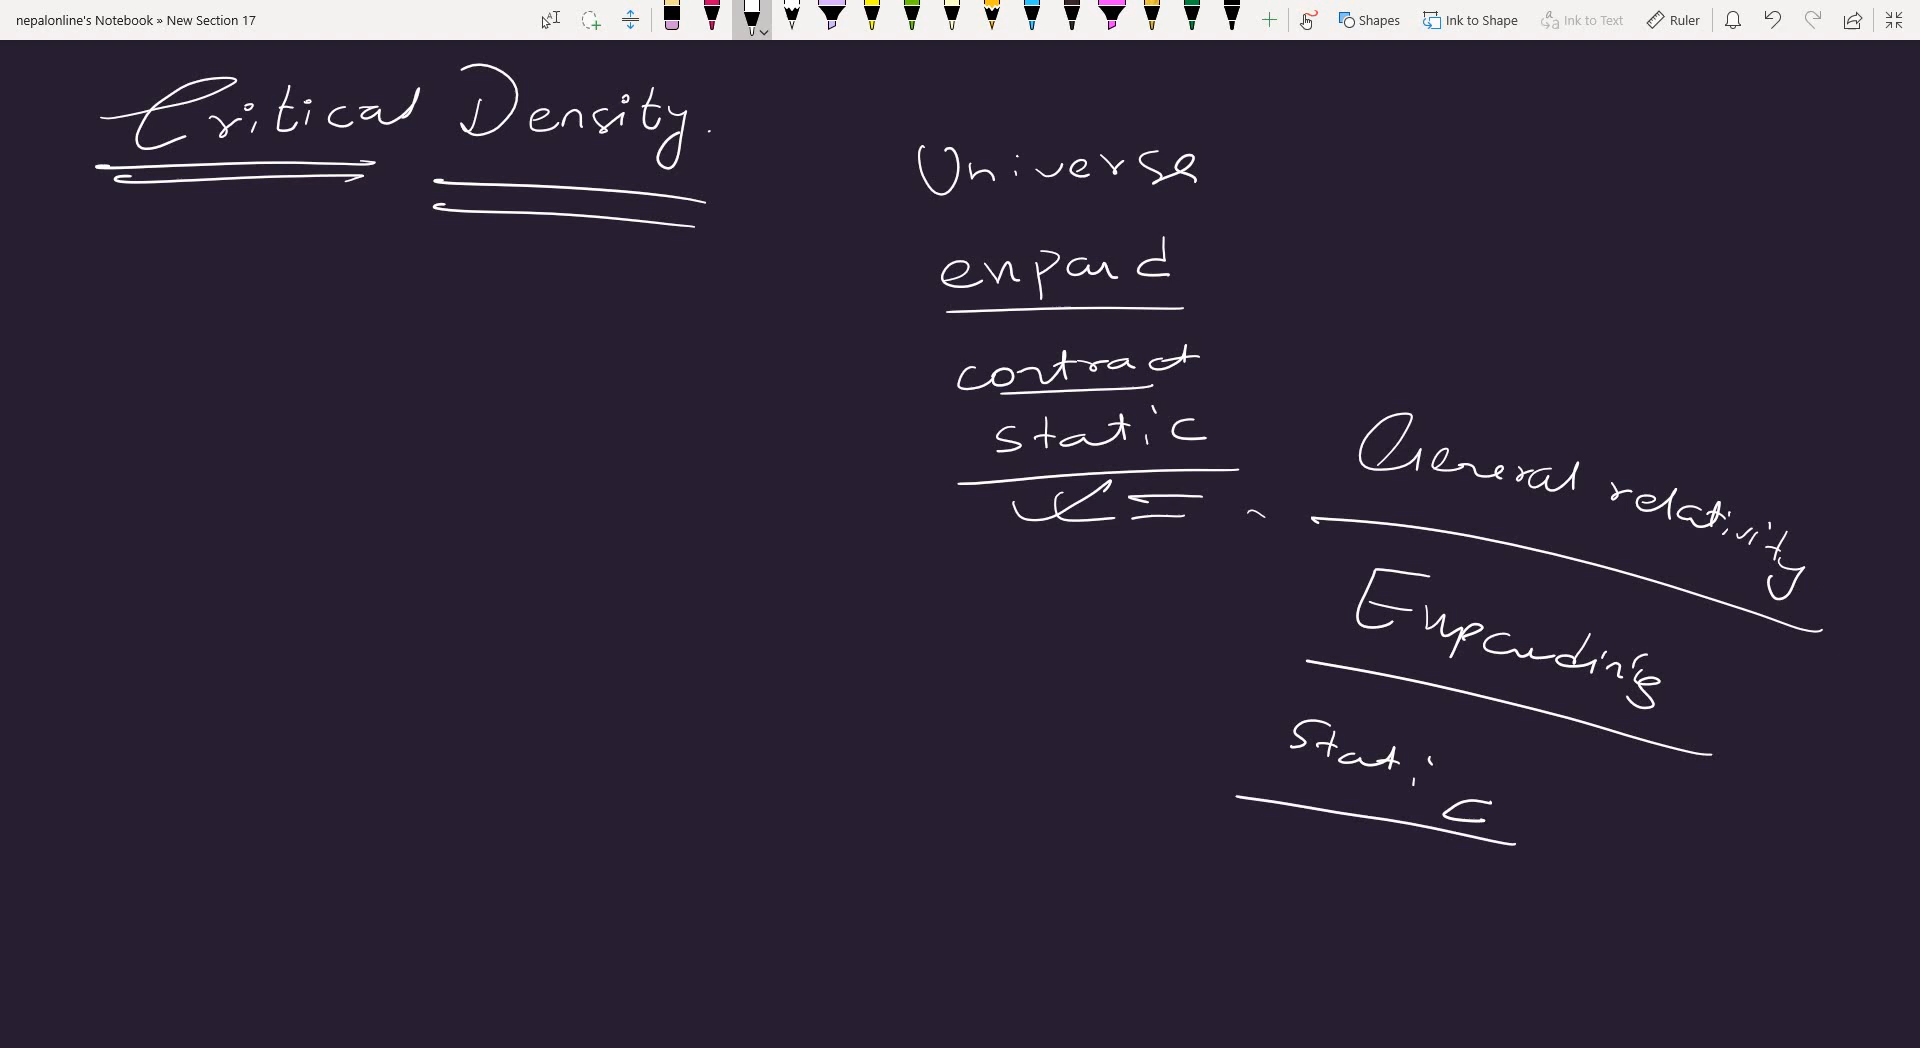 nepalonline's Notebook » New Section 17
Shapes Ink to Shape Ink to Text Ruler
Critical Density.
Universe
expand
contract
static
General relativity
Expanding
static